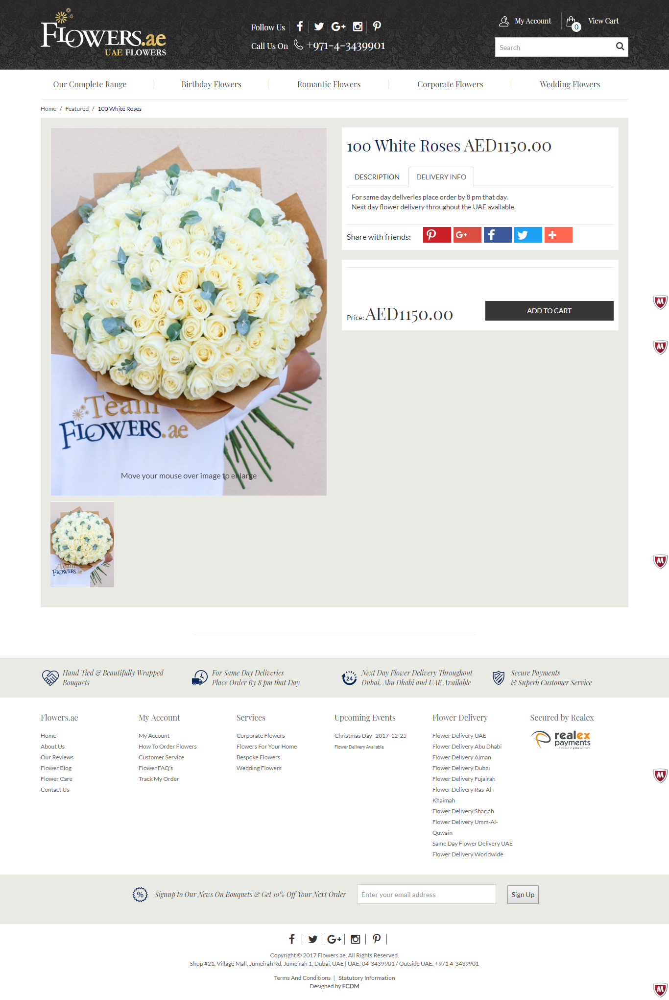 FLOWERS.ae
UAE FLOWERS
Follow Us
Call Us On +971-4-3439901
My Account
0
View Cart
Search
Our Complete Range
Birthday Flowers
Romantic Flowers
Corporate Flowers
Wedding Flowers
Home / Featured / 100 White Roses
Team
FLOWERS.ae
Move your mouse over image to enlarge
Team
FLOWERS.ae
100 White Roses AED1150.00
DESCRIPTION
DELIVERY INFO
For same day deliveries place order by 8 pm that day.
Next day flower delivery throughout the UAE available.
Share with friends:
Price: AED1150.00
ADD TO CART
Hand Tied & Beautifully Wrapped
Bouquets
For Same Day Deliveries
Place Order By 8 pm that Day
24
Next Day Flower Delivery Throughout
Dubai, Abu Dhabi and UAE Available
Secure Payments
& Superb Customer Service
Flowers.ae
Home
About Us
Our Reviews
Flower Blog
Flower Care
Contact Us
My Account
My Account
How To Order Flowers
Customer Service
Flower FAQ's
Track My Order
Services
Corporate Flowers
Flowers For Your Home
Bespoke Flowers
Wedding Flowers
Upcoming Events
Christmas Day -2017-12-25
Flower Delivery Available
Flower Delivery
Flower Delivery UAE
Flower Delivery Abu Dhabi
Flower Delivery Ajman
Flower Delivery Dubai
Flower Delivery Fujairah
Flower Delivery Ras-Al-
Khaimah
Flower Delivery Sharjah
Flower Delivery Umm-Al-
Quwain
Same Day Flower Delivery UAE
Flower Delivery Worldwide
Secured by Realex
realex
payments
A division of globalpayments
%
Signup to Our News On Bouquets & Get 10% Off Your Next Order
Enter your email address
Sign Up
Copyright © 2017 Flowers.ae. All Rights Reserved.
Shop #21, Village Mall, Jumeirah Rd, Jumeirah 1, Dubai, UAE | UAE: 04-3439901 / Outside UAE: +971 4-3439901
Terms And Conditions | Statutory Information
Designed by FCDM